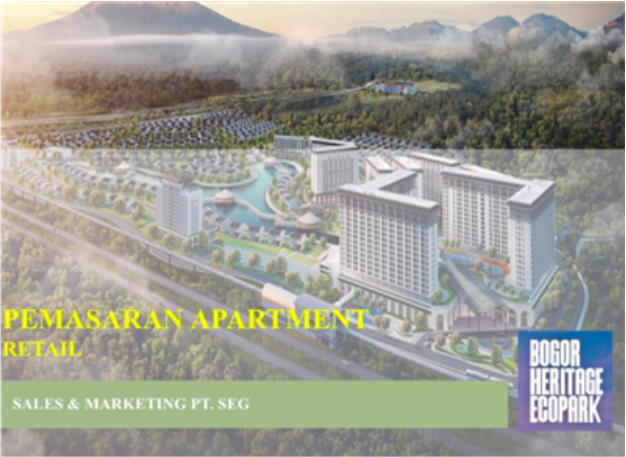 PEMASARAN APARTMENT
RETAIL
SALES & MARKETING PT. SEG
BOGOR
HERITAGE
ECOPARK